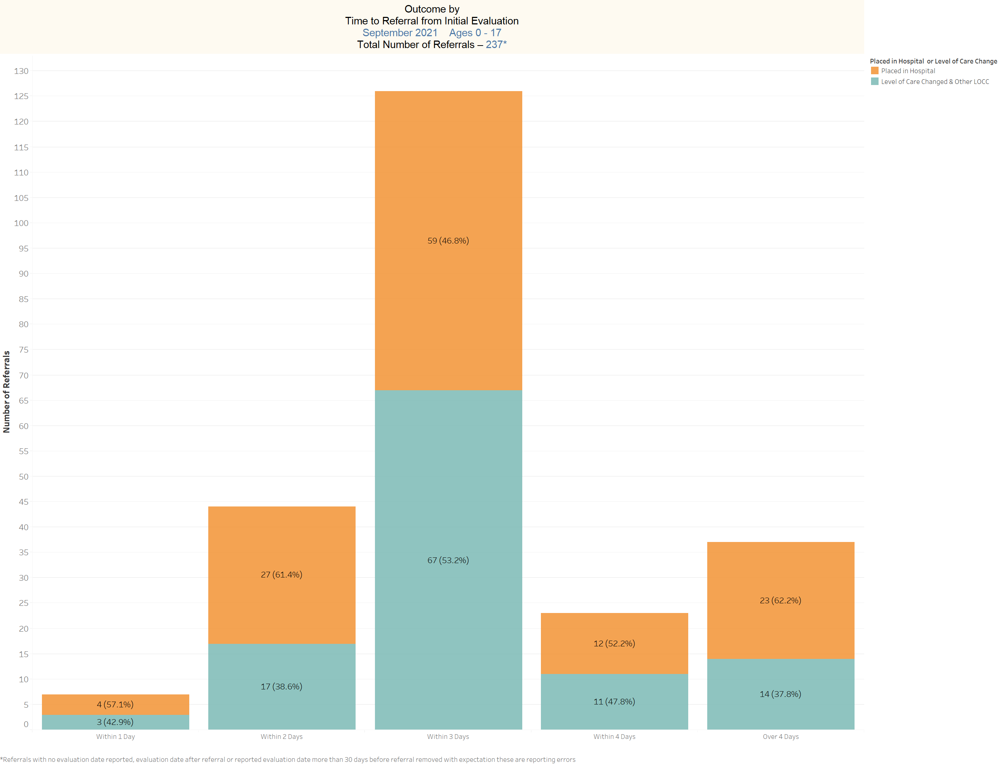 Outcome by
Time to Referral from Initial Evaluation
September 2021 Ages 0 - 17
Total Number of Referrals – 237*
Placed in Hospital or Level of Care Change
Placed in Hospital
Level of Care Changed & Other LOCC
Number of Referrals
130
125
120
115
110
105
100
95
90
85
80
75
70
65
60
55
50
45
40
35
30
25
20
15
10
5
0
4 (57.1%)
3 (42.9%)
27 (61.4%)
17 (38.6%)
59 (46.8%)
67 (53.2%)
12 (52.2%)
11 (47.8%)
23 (62.2%)
14 (37.8%)
Within 1 Day
Within 2 Days
Within 3 Days
Within 4 Days
Over 4 Days
*Referrals with no evaluation date reported, evaluation date after referral or reported evaluation date more than 30 days before referral removed with expectation these are reporting errors